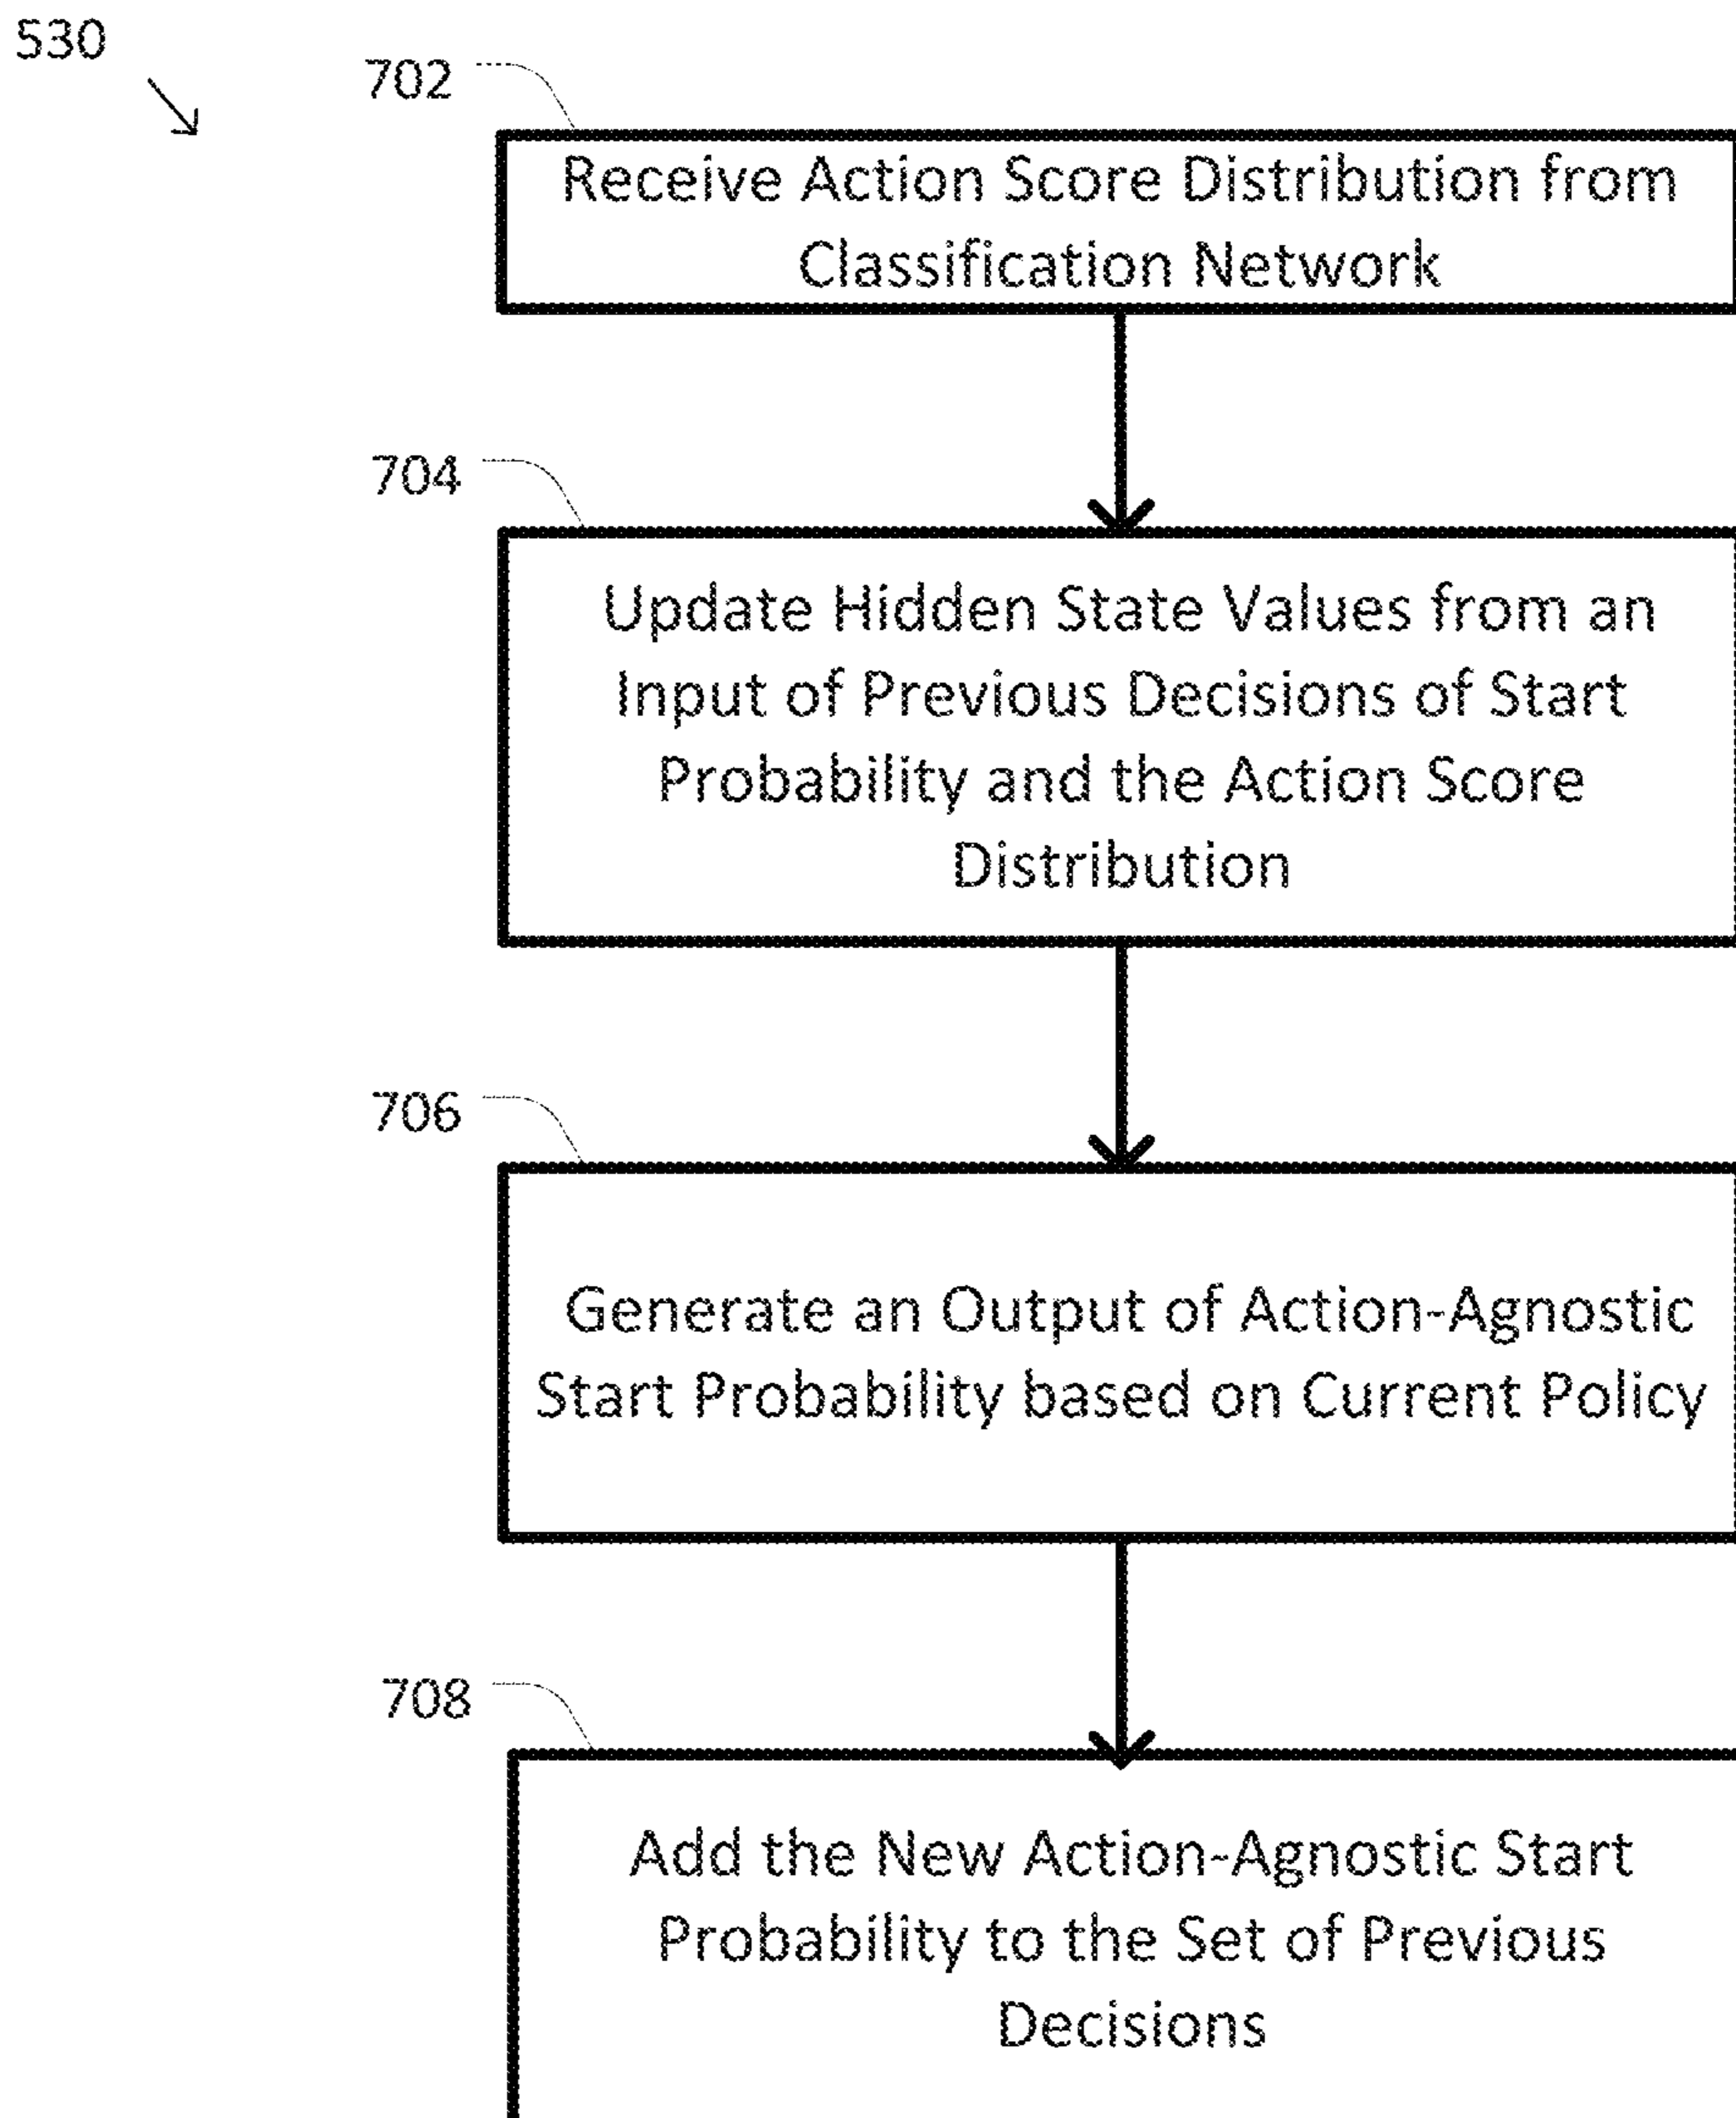 530
702
Receive Action Score Distribution from
Classification Network
704
Update Hidden State Values from an
Input of Previous Decisions of Start
Probability and the Action Score
Distribution
706
Generate an Output of Action-Agnostic
Start Probability based on Current Policy
708
Add the New Action-Agnostic Start
Probability to the Set of Previous
Decisions